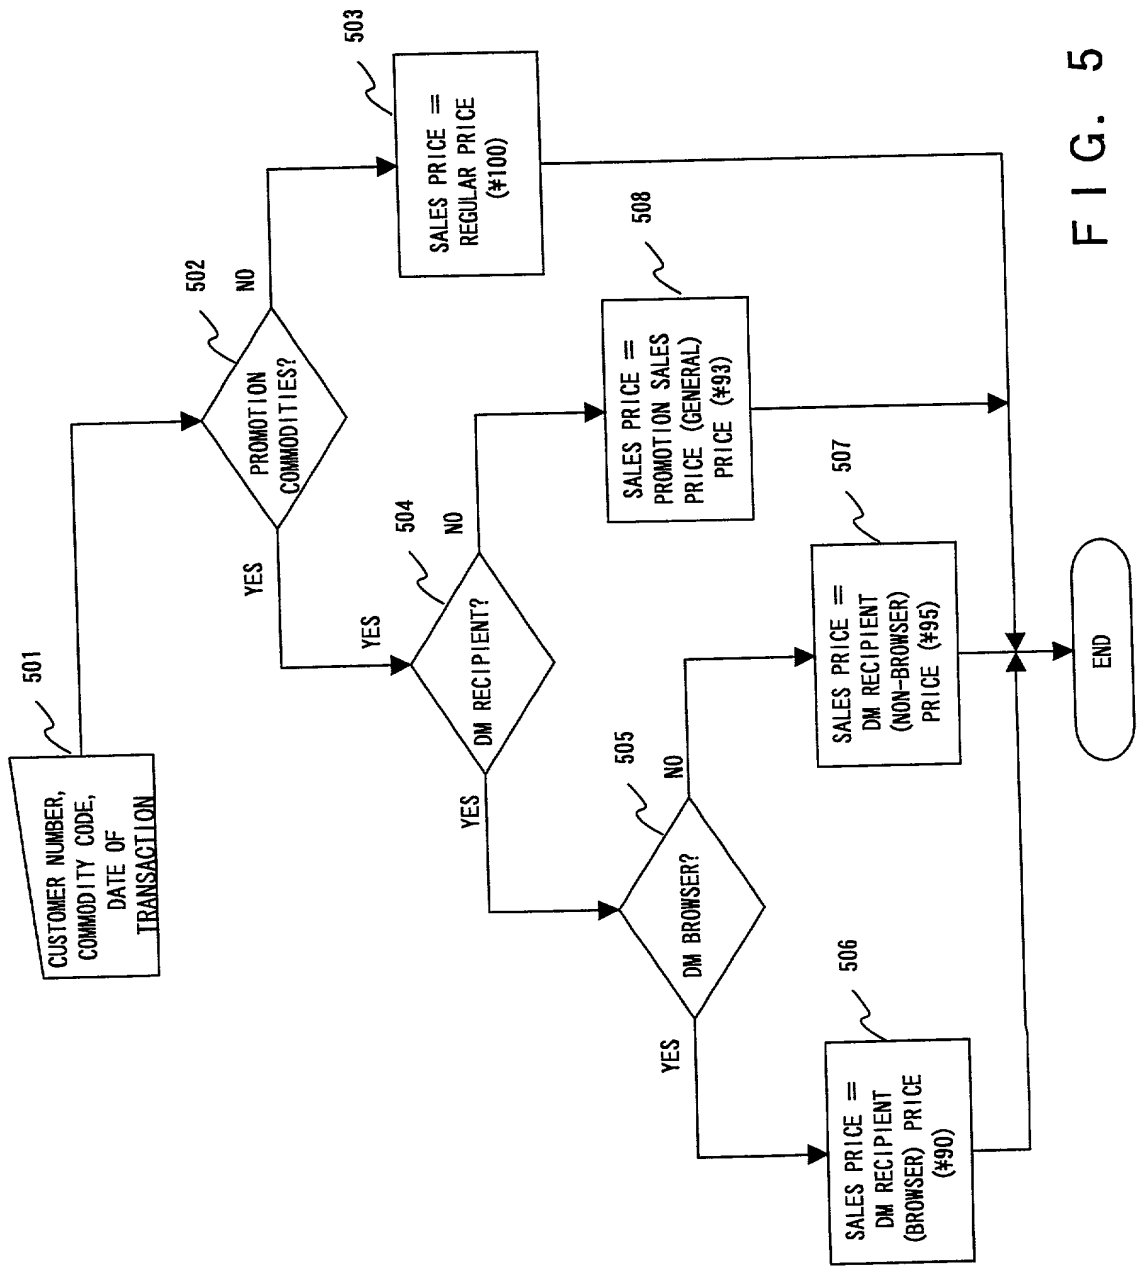 501
CUSTOMER NUMBER,
COMMODITY CODE,
DATE OF
TRANSACTION
502
PROMOTION
COMMODITIES?
NO
YES
503
SALES PRICE =
REGULAR PRICE
(¥100)
YES
504
DM RECIPIENT?
NO
YES
508
SALES PRICE =
PROMOTION SALES
PRICE (GENERAL)
PRICE (¥93)
505
DM BROWSER?
NO
YES
507
SALES PRICE =
DM RECIPIENT
(NON-BROWSER)
PRICE (¥95)
506
SALES PRICE =
DM RECIPIENT
(BROWSER) PRICE
(¥90)
END
FIG. 5